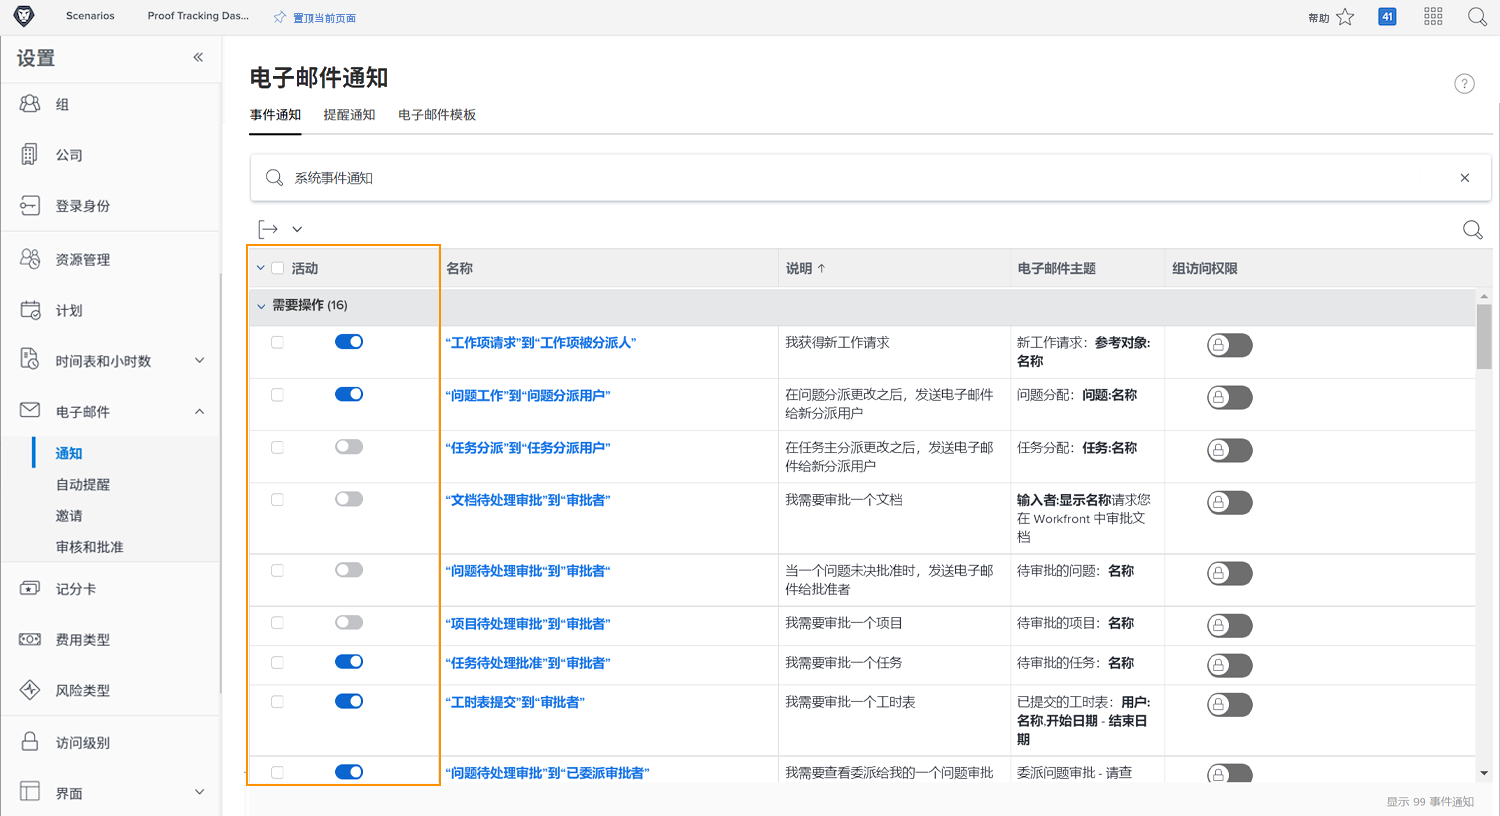 Scenarios
Proof Tracking Das...
置顶当前页面
帮助
41
设置
组
公司
登录身份
资源管理
计划
时间表和小时数
电子邮件
通知
自动提醒
邀请
审核和批准
记分卡
费用类型
风险类型
访问级别
界面
电子邮件通知
事件通知
提醒通知
电子邮件模板
系统事件通知
活动
名称
说明 ↑
电子邮件主题
组访问权限
需要操作 (16)
“工作项请求”到“工作项被分派人”
我获得新工作请求
新工作请求：参考对象:
名称
“问题工作”到“问题分派用户”
在问题分派更改之后，发送电子邮件
给新分派用户
问题分配：问题:名称
“任务分派”到“任务分派用户”
在任务主分派更改之后，发送电子邮
件给新分派用户
任务分配：任务:名称
“文档待处理审批”到“审批者”
我需要审批一个文档
输入者:显示名称请求您
在 Workfront 中审批文
档
“问题待处理审批“到”审批者“
当一个问题未决批准时，发送电子邮
件给批准者
待审批的问题：名称
“项目待处理审批”到“审批者”
我需要审批一个项目
待审批的项目：名称
“任务待处理批准”到“审批者”
我需要审批一个任务
待审批的任务：名称
“工时表提交”到“审批者”
我需要审批一个工时表
已提交的工时表：用户:
名称,开始日期 - 结束日
期
“问题待处理审批”到“已委派审批者”
我需要查看委派给我的一个问题审批
委派问题审批 - 请查
显示 99 事件通知